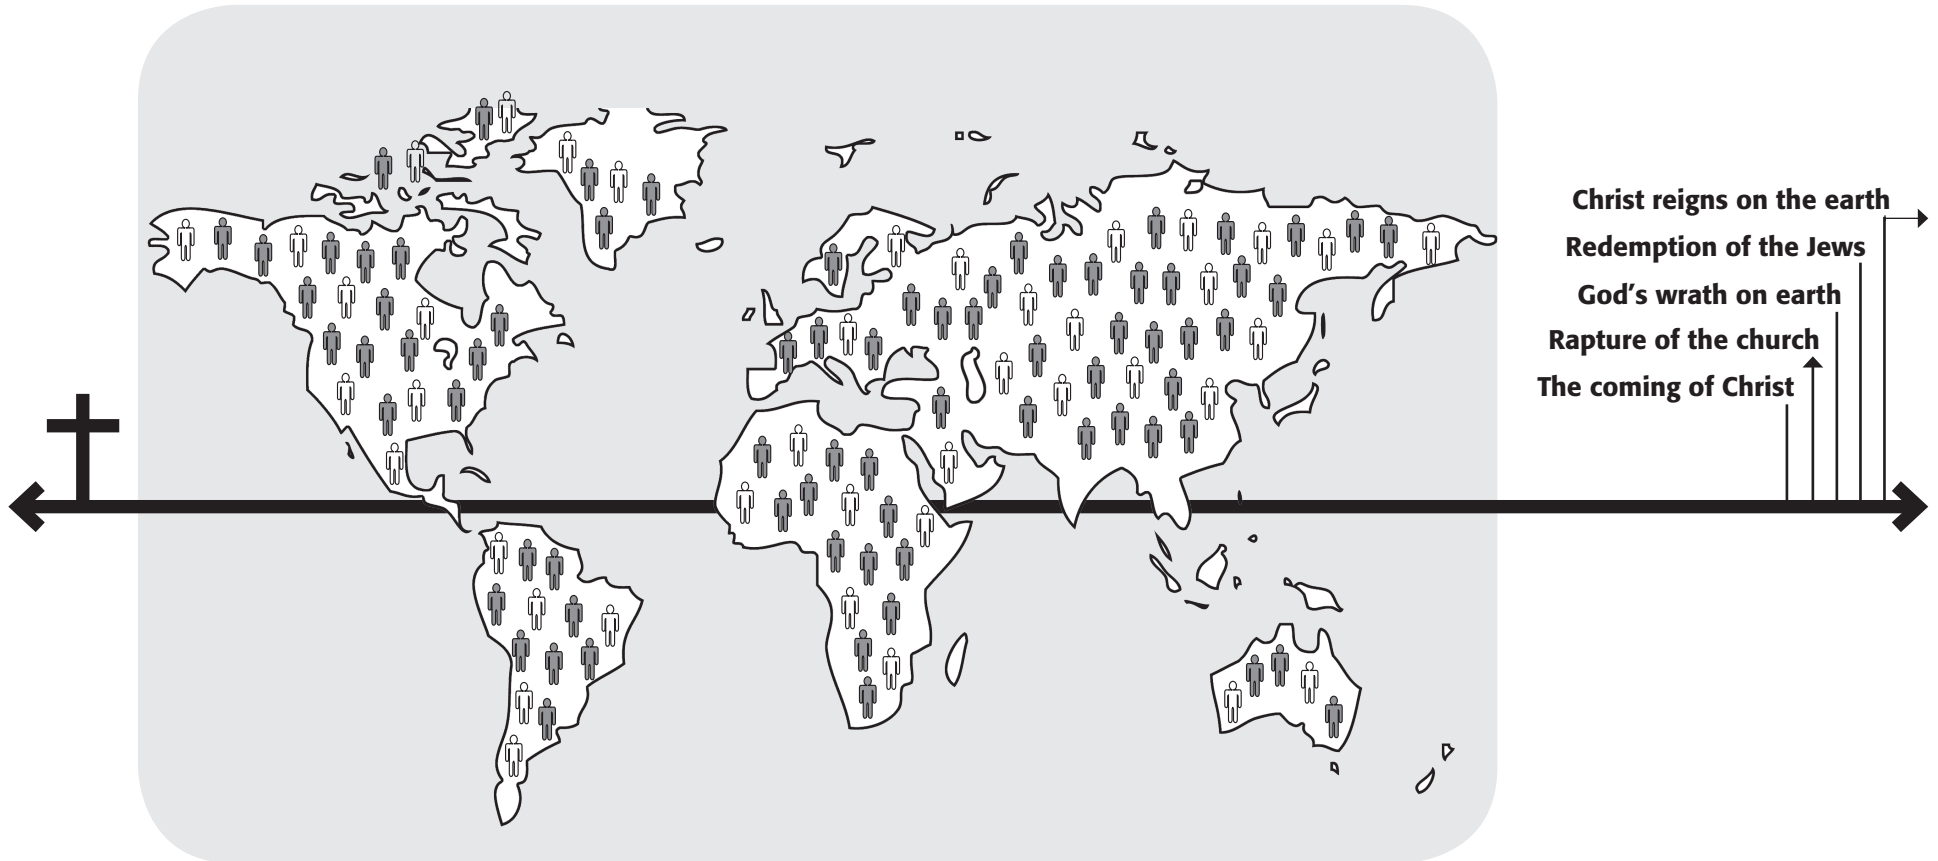 Christ reigns on the earth
Redemption of the Jews
God’s wrath on earth
Rapture of the church
The coming of Christ